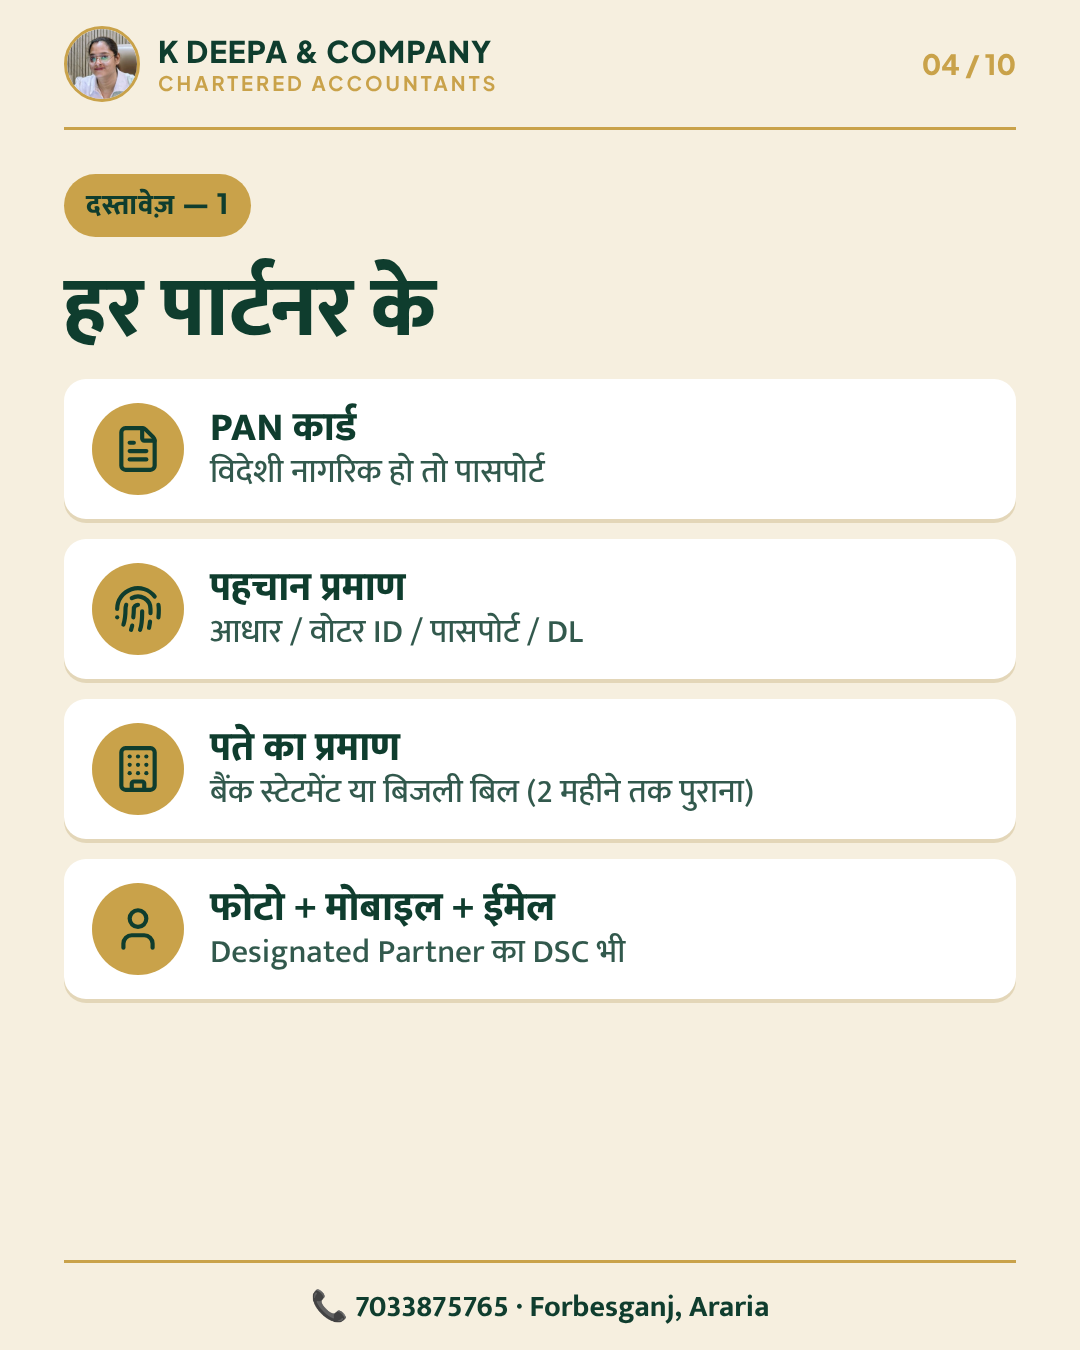 K DEEPA & COMPANY
CHARTERED ACCOUNTANTS
04 / 10
दस्तावेज़ — 1
हर पार्टनर के
PAN कार्ड
विदेशी नागरिक हो तो पासपोर्ट
पहचान प्रमाण
आधार / वोटर ID / पासपोर्ट / DL
पते का प्रमाण
बैंक स्टेटमेंट या बिजली बिल (2 महीने तक पुराना)
फोटो + मोबाइल + ईमेल
Designated Partner का DSC भी
📞 7033875765 · Forbesganj, Araria